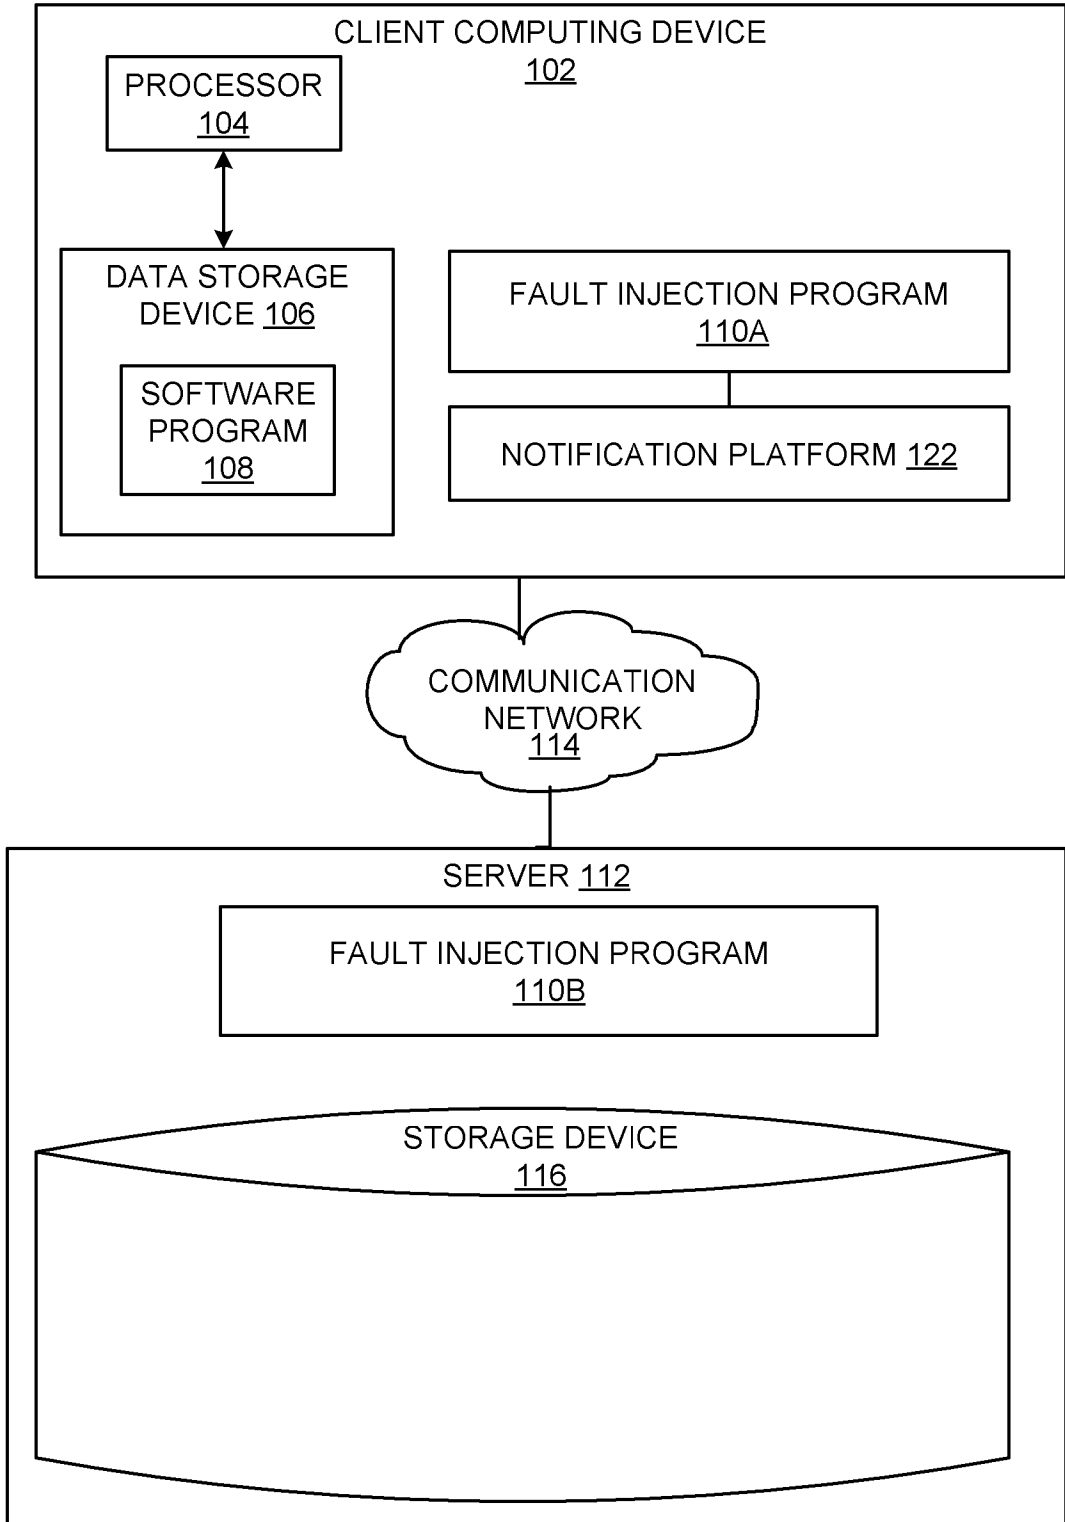 CLIENT COMPUTING DEVICE
102
PROCESSOR
104
DATA STORAGE
DEVICE 106
SOFTWARE
PROGRAM
108
FAULT INJECTION PROGRAM
110A
NOTIFICATION PLATFORM 122
COMMUNICATION
NETWORK
114
SERVER 112
FAULT INJECTION PROGRAM
110B
STORAGE DEVICE
116